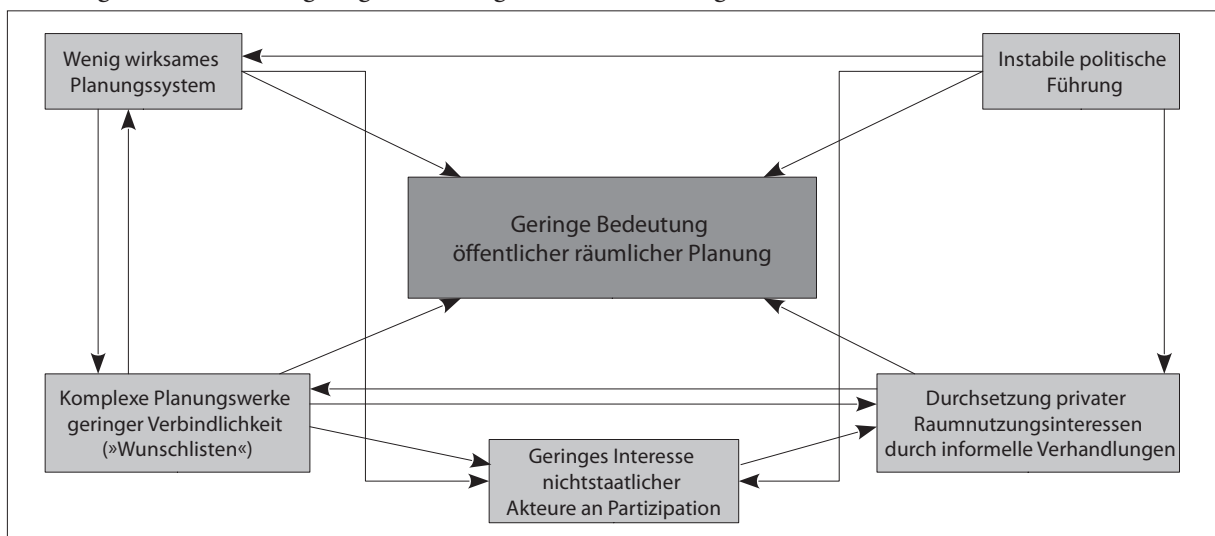 Wenig wirksames
Planungssystem
Instabile politische
Führung
Geringe Bedeutung
öffentlicher räumlicher Planung
Komplexe Planungswerke
geringer Verbindlichkeit
(»Wunschlisten«)
Geringes Interesse
nichtstaatlicher
Akteure an Partizipation
Durchsetzung privater
Raumnutzungsinteressen
durch informelle Verhandlungen